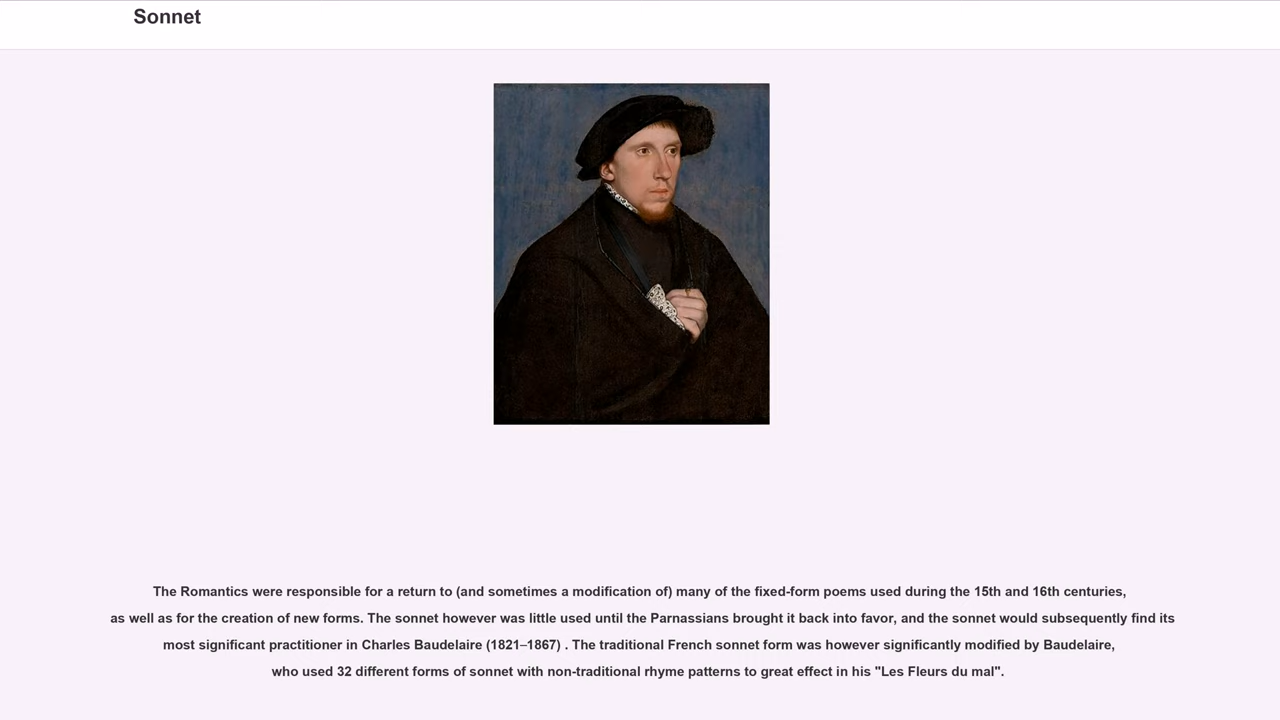 Sonnet
The Romantics were responsible for a return to (and sometimes a modification of) many of the fixed-form poems used during the 15th and 16th centuries,
as well as for the creation of new forms. The sonnet however was little used until the Parnassians brought it back into favor, and the sonnet would subsequently find its
most significant practitioner in Charles Baudelaire (1821–1867) . The traditional French sonnet form was however significantly modified by Baudelaire,
who used 32 different forms of sonnet with non-traditional rhyme patterns to great effect in his "Les Fleurs du mal".